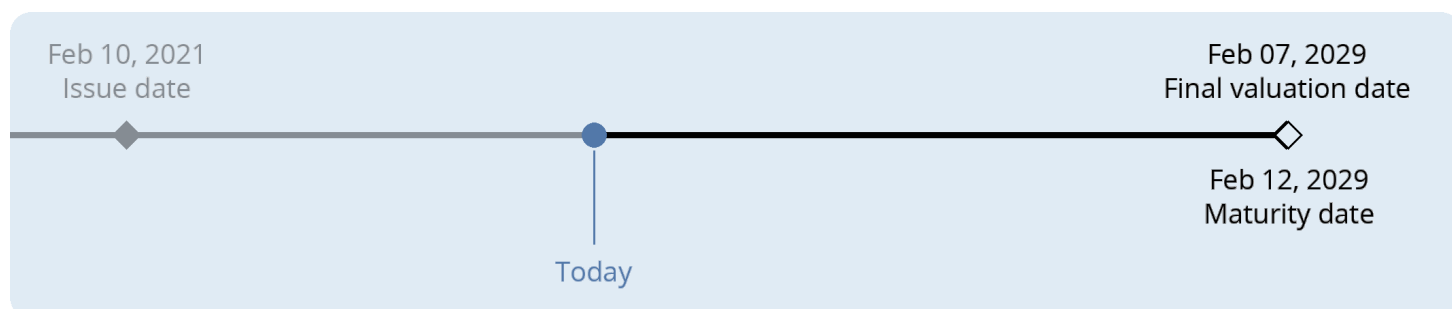 Feb 10, 2021
Issue date
Feb 07, 2029
Final valuation date
Feb 12, 2029
Maturity date
Today